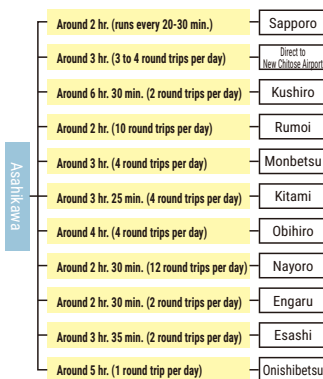 Asahikawa
Around 2 hr. (runs every 20-30 min.) Sapporo
Around 3 hr. (3 to 4 round trips per day) Direct to
New Chitose Airport
Around 6 hr. 30 min. (2 round trips per day) Kushiro
Around 2 hr. (10 round trips per day) Rumoi
Around 3 hr. (4 round trips per day) Monbetsu
Around 3 hr. 25 min. (4 round trips per day) Kitami
Around 4 hr. (4 round trips per day) Obihiro
Around 2 hr. 30 min. (12 round trips per day) Nayoro
Around 2 hr. 30 min. (2 round trips per day) Engaru
Around 3 hr. 35 min. (2 round trips per day) Esashi
Around 5 hr. (1 round trip per day) Onishibetsu